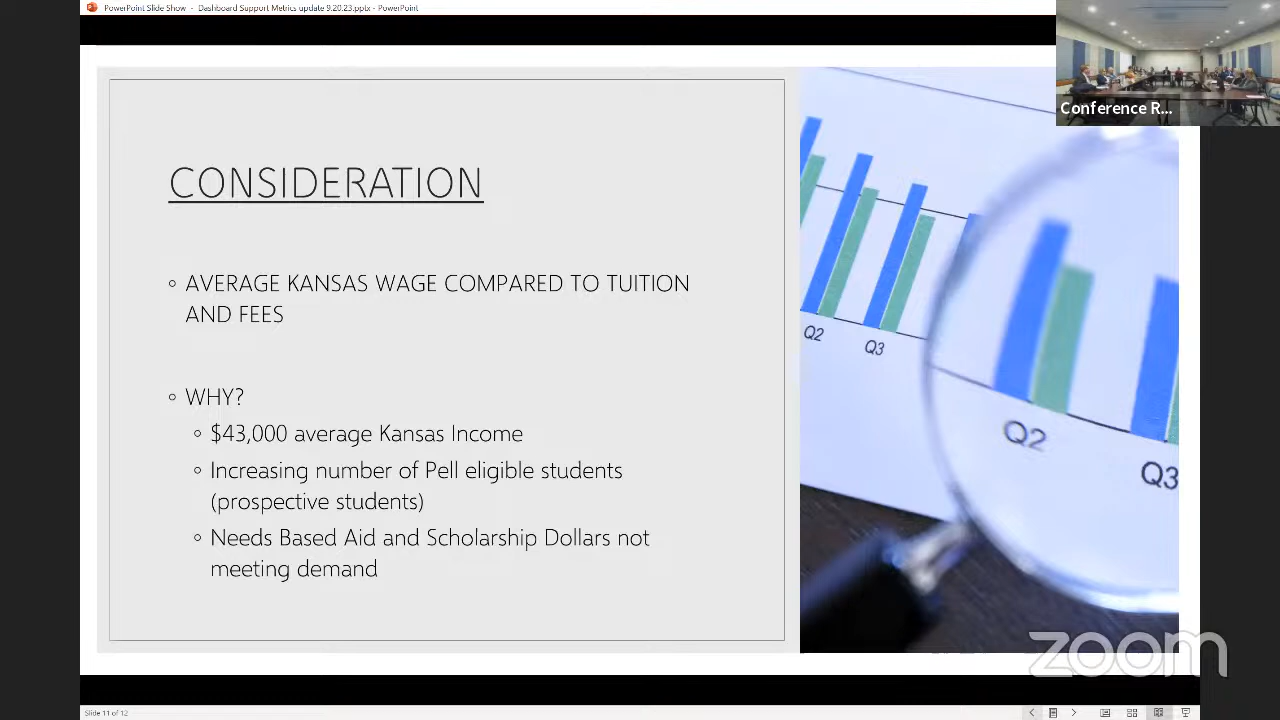 PowerPoint Slide Show - Dashboard Support Metrics update 9.20.23.pptx - PowerPoint
Conference R...
CONSIDERATION
◦ AVERAGE KANSAS WAGE COMPARED TO TUITION
AND FEES
◦ WHY?
◦ $43,000 average Kansas Income
◦ Increasing number of Pell eligible students
(prospective students)
◦ Needs Based Aid and Scholarship Dollars not
meeting demand
Q2
Q3
Q2
Q3
zoom
Slide 11 of 12